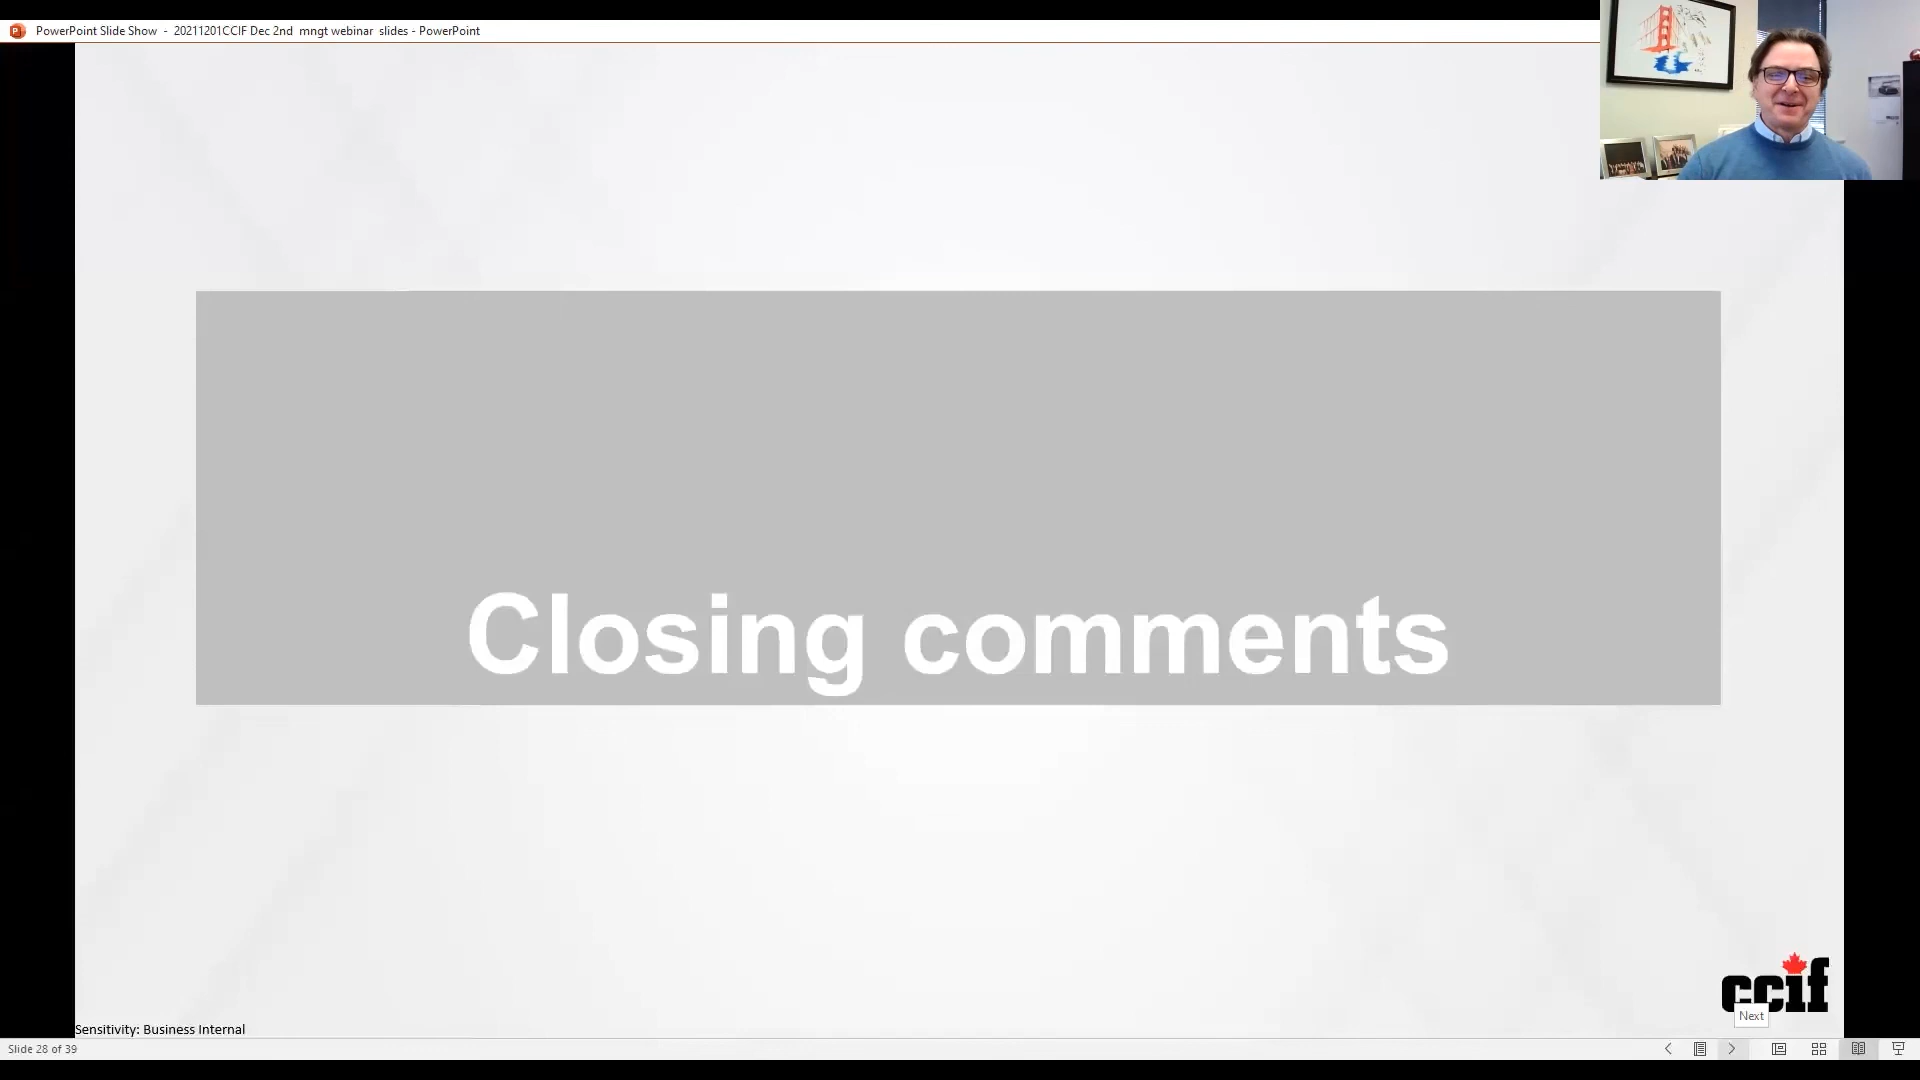 PowerPoint Slide Show - 20211201CCIF Dec 2nd mngt webinar slides - PowerPoint
Closing comments
ccif
Next
Sensitivity: Business Internal
Slide 28 of 39